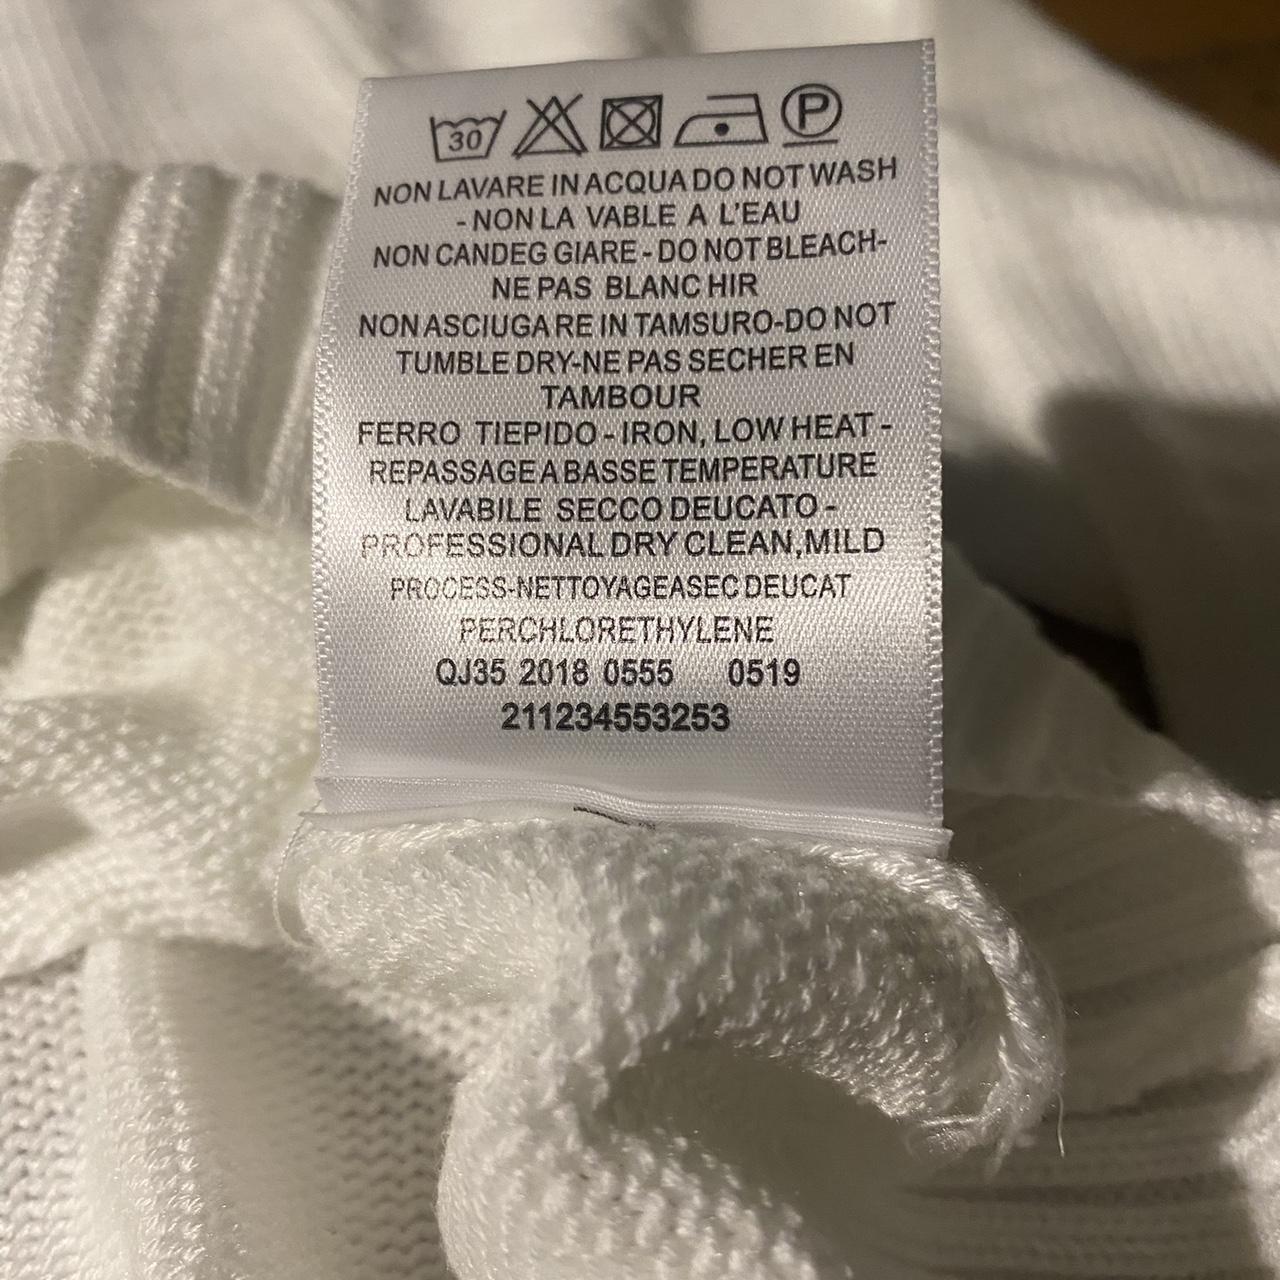 30 P
NON LAVARE IN ACQUA DO NOT WASH
- NON LA VABLE A L'EAU
NON CANDEG GIARE - DO NOT BLEACH-
NE PAS BLANC HIR
NON ASCIUGA RE IN TAMSURO-DO NOT
TUMBLE DRY-NE PAS SECHER EN
TAMBOUR
FERRO TIEPIDO - IRON, LOW HEAT -
REPASSAGE A BASSE TEMPERATURE
LAVABILE SECCO DEUCATO -
PROFESSIONAL DRY CLEAN,MILD
PROCESS-NETTOYAGEASEC DEUCAT
PERCHLORETHYLENE
QJ35 2018 0555 0519
211234553253